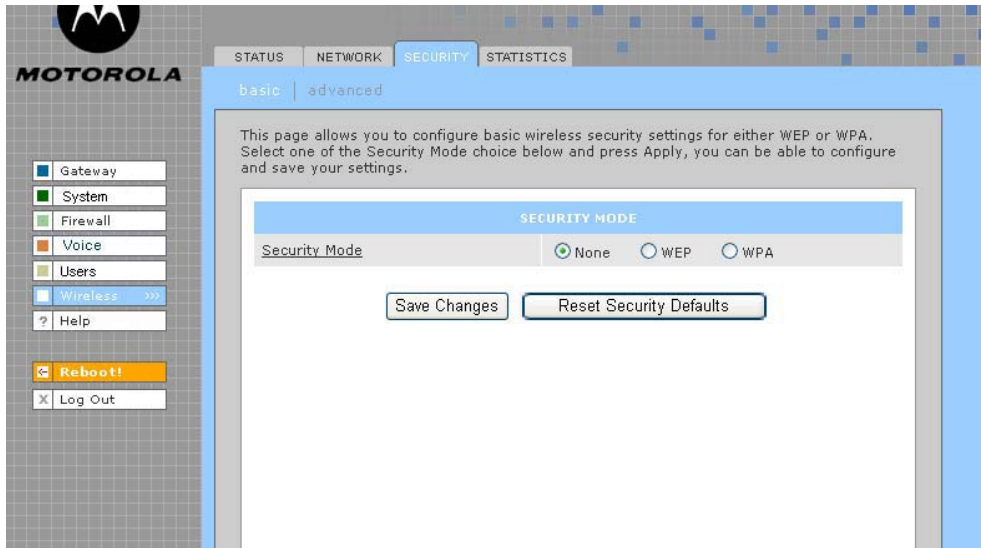 MOTOROLA
STATUS NETWORK SECURITY STATISTICS
basic | advanced
This page allows you to configure basic wireless security settings for either WEP or WPA.
Select one of the Security Mode choice below and press Apply, you can be able to configure
and save your settings.
Gateway
System
Firewall
Voice
Users
Wireless >>>
? Help
Reboot!
X Log Out
SECURITY MODE
Security Mode None WEP WPA
Save Changes Reset Security Defaults